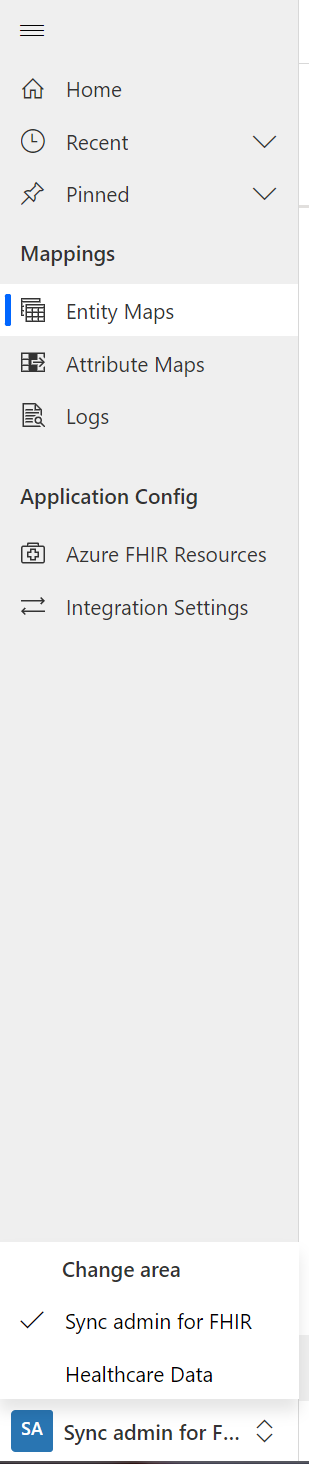 Home
Recent
Pinned
Mappings
Entity Maps
Attribute Maps
Logs
Application Config
Azure FHIR Resources
Integration Settings
Change area
Sync admin for FHIR
Healthcare Data
SA Sync admin for F...